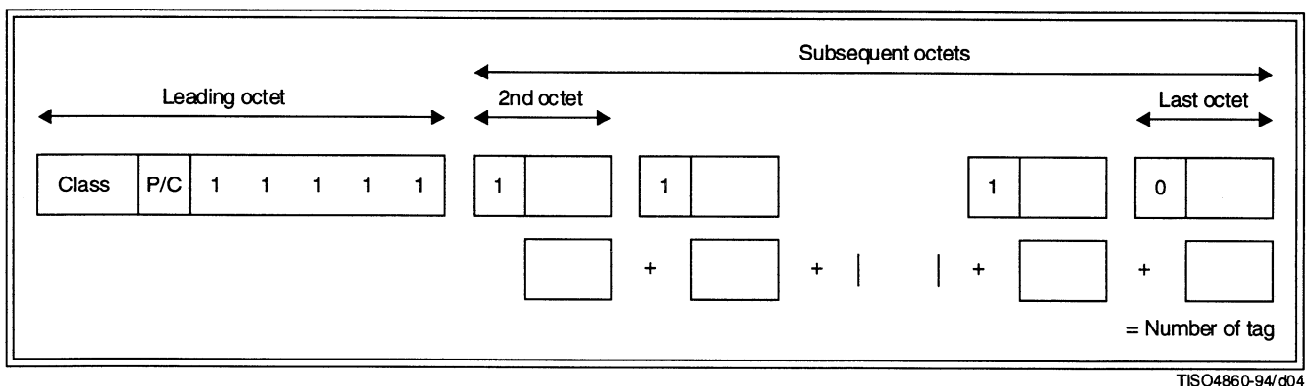 Subsequent octets
Leading octet 2nd octet Last octet
Class P/C 1 1 1 1 1 1 1 1 0
+ + + +
= Number of tag
TISO4860-94/d04